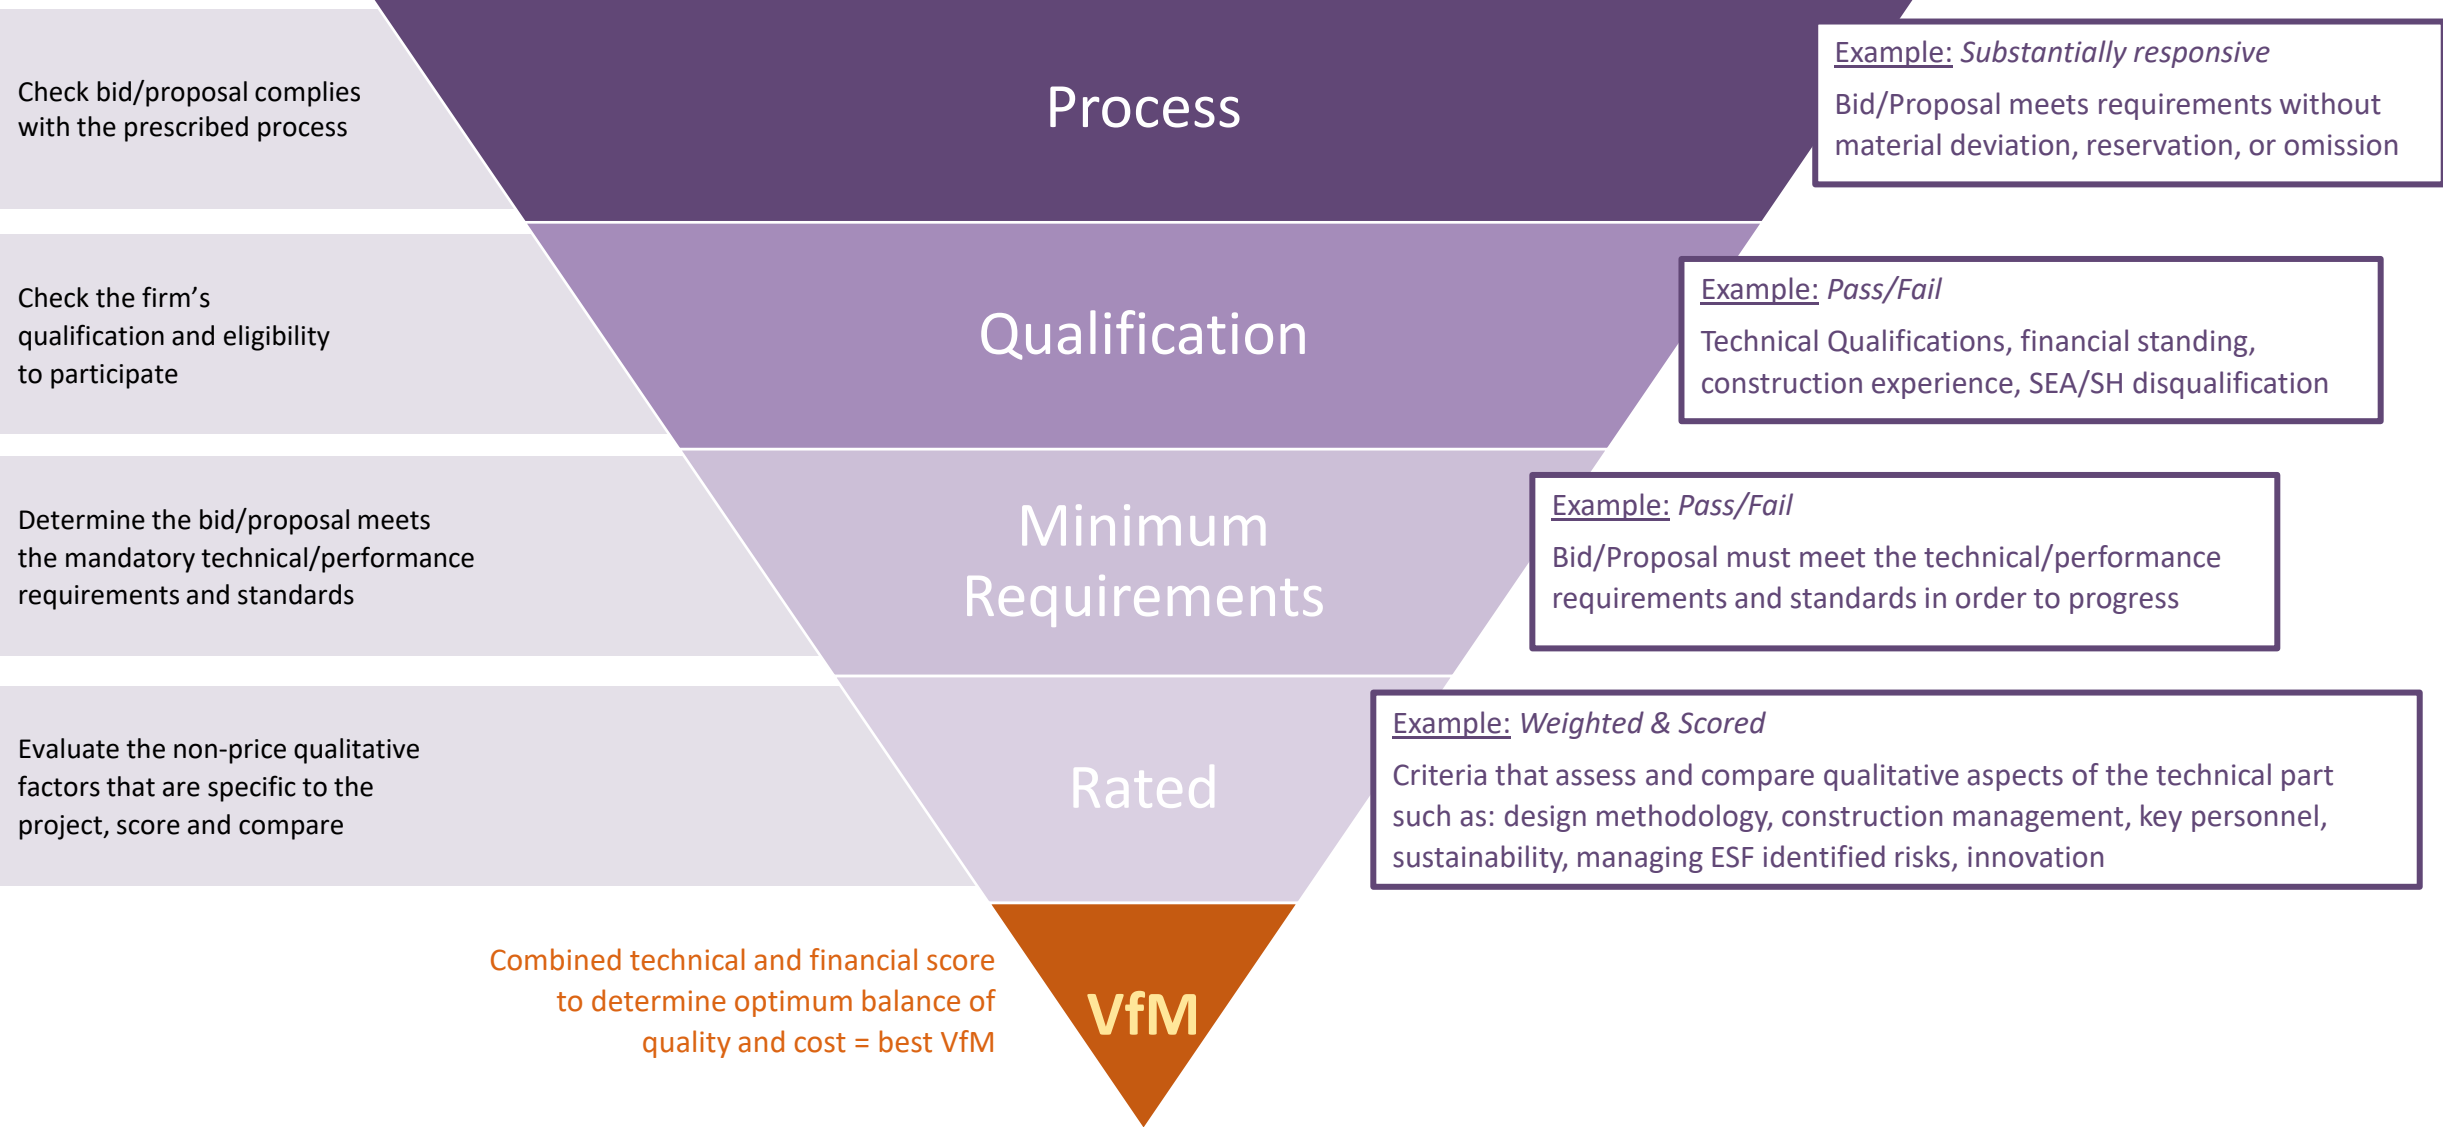 Check bid/proposal complies
with the prescribed process
Process
Example: Substantially responsive
Bid/Proposal meets requirements without
material deviation, reservation, or omission
Check the firm’s
qualification and eligibility
to participate
Qualification
Example: Pass/Fail
Technical Qualifications, financial standing,
construction experience, SEA/SH disqualification
Determine the bid/proposal meets
the mandatory technical/performance
requirements and standards
Minimum
Requirements
Example: Pass/Fail
Bid/Proposal must meet the technical/performance
requirements and standards in order to progress
Evaluate the non-price qualitative
factors that are specific to the
project, score and compare
Rated
Example: Weighted & Scored
Criteria that assess and compare qualitative aspects of the technical part
such as: design methodology, construction management, key personnel,
sustainability, managing ESF identified risks, innovation
Combined technical and financial score
to determine optimum balance of
quality and cost = best VfM
VfM